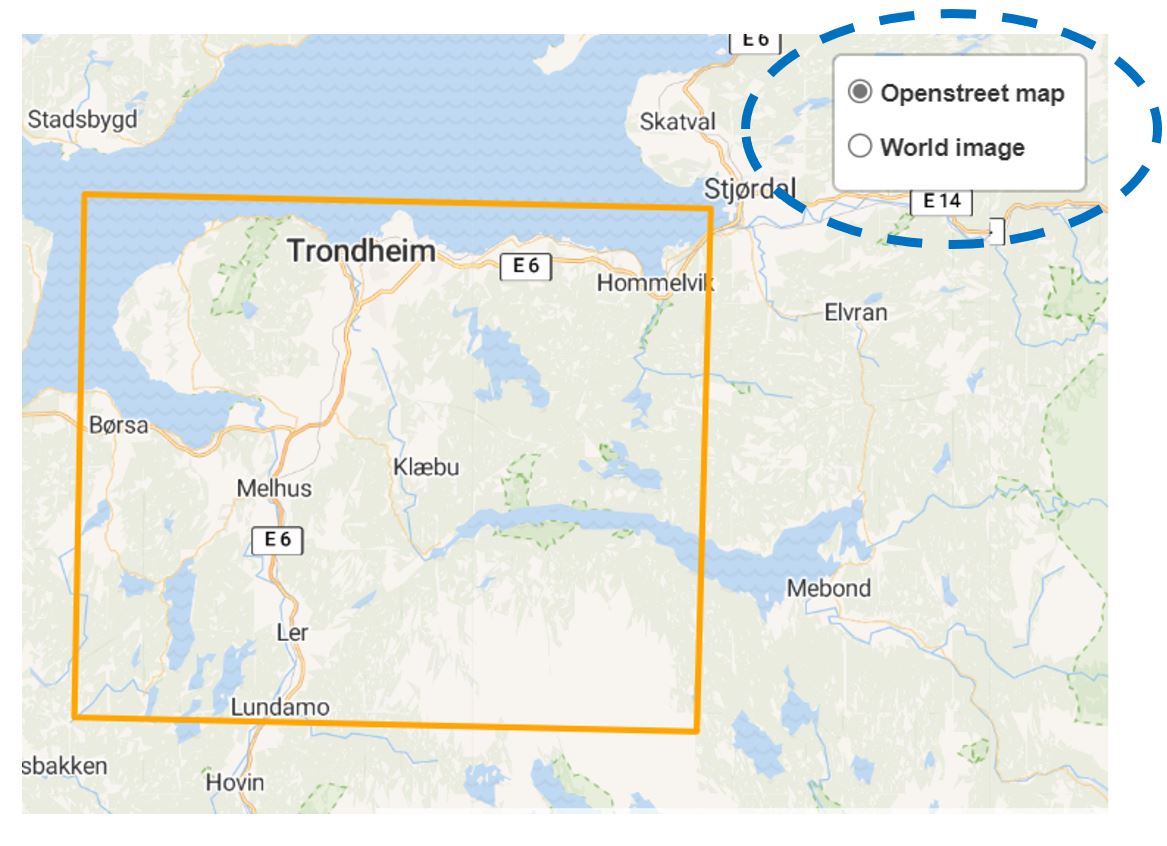 E 6
Openstreet map
World image
Stadsbygd
Skatval
Stjørdal
E 14
Trondheim
E 6
Hommelvik
Elvran
Børsa
Klæbu
Melhus
E 6
Mebond
Ler
Lundamo
sbakken
Hovin